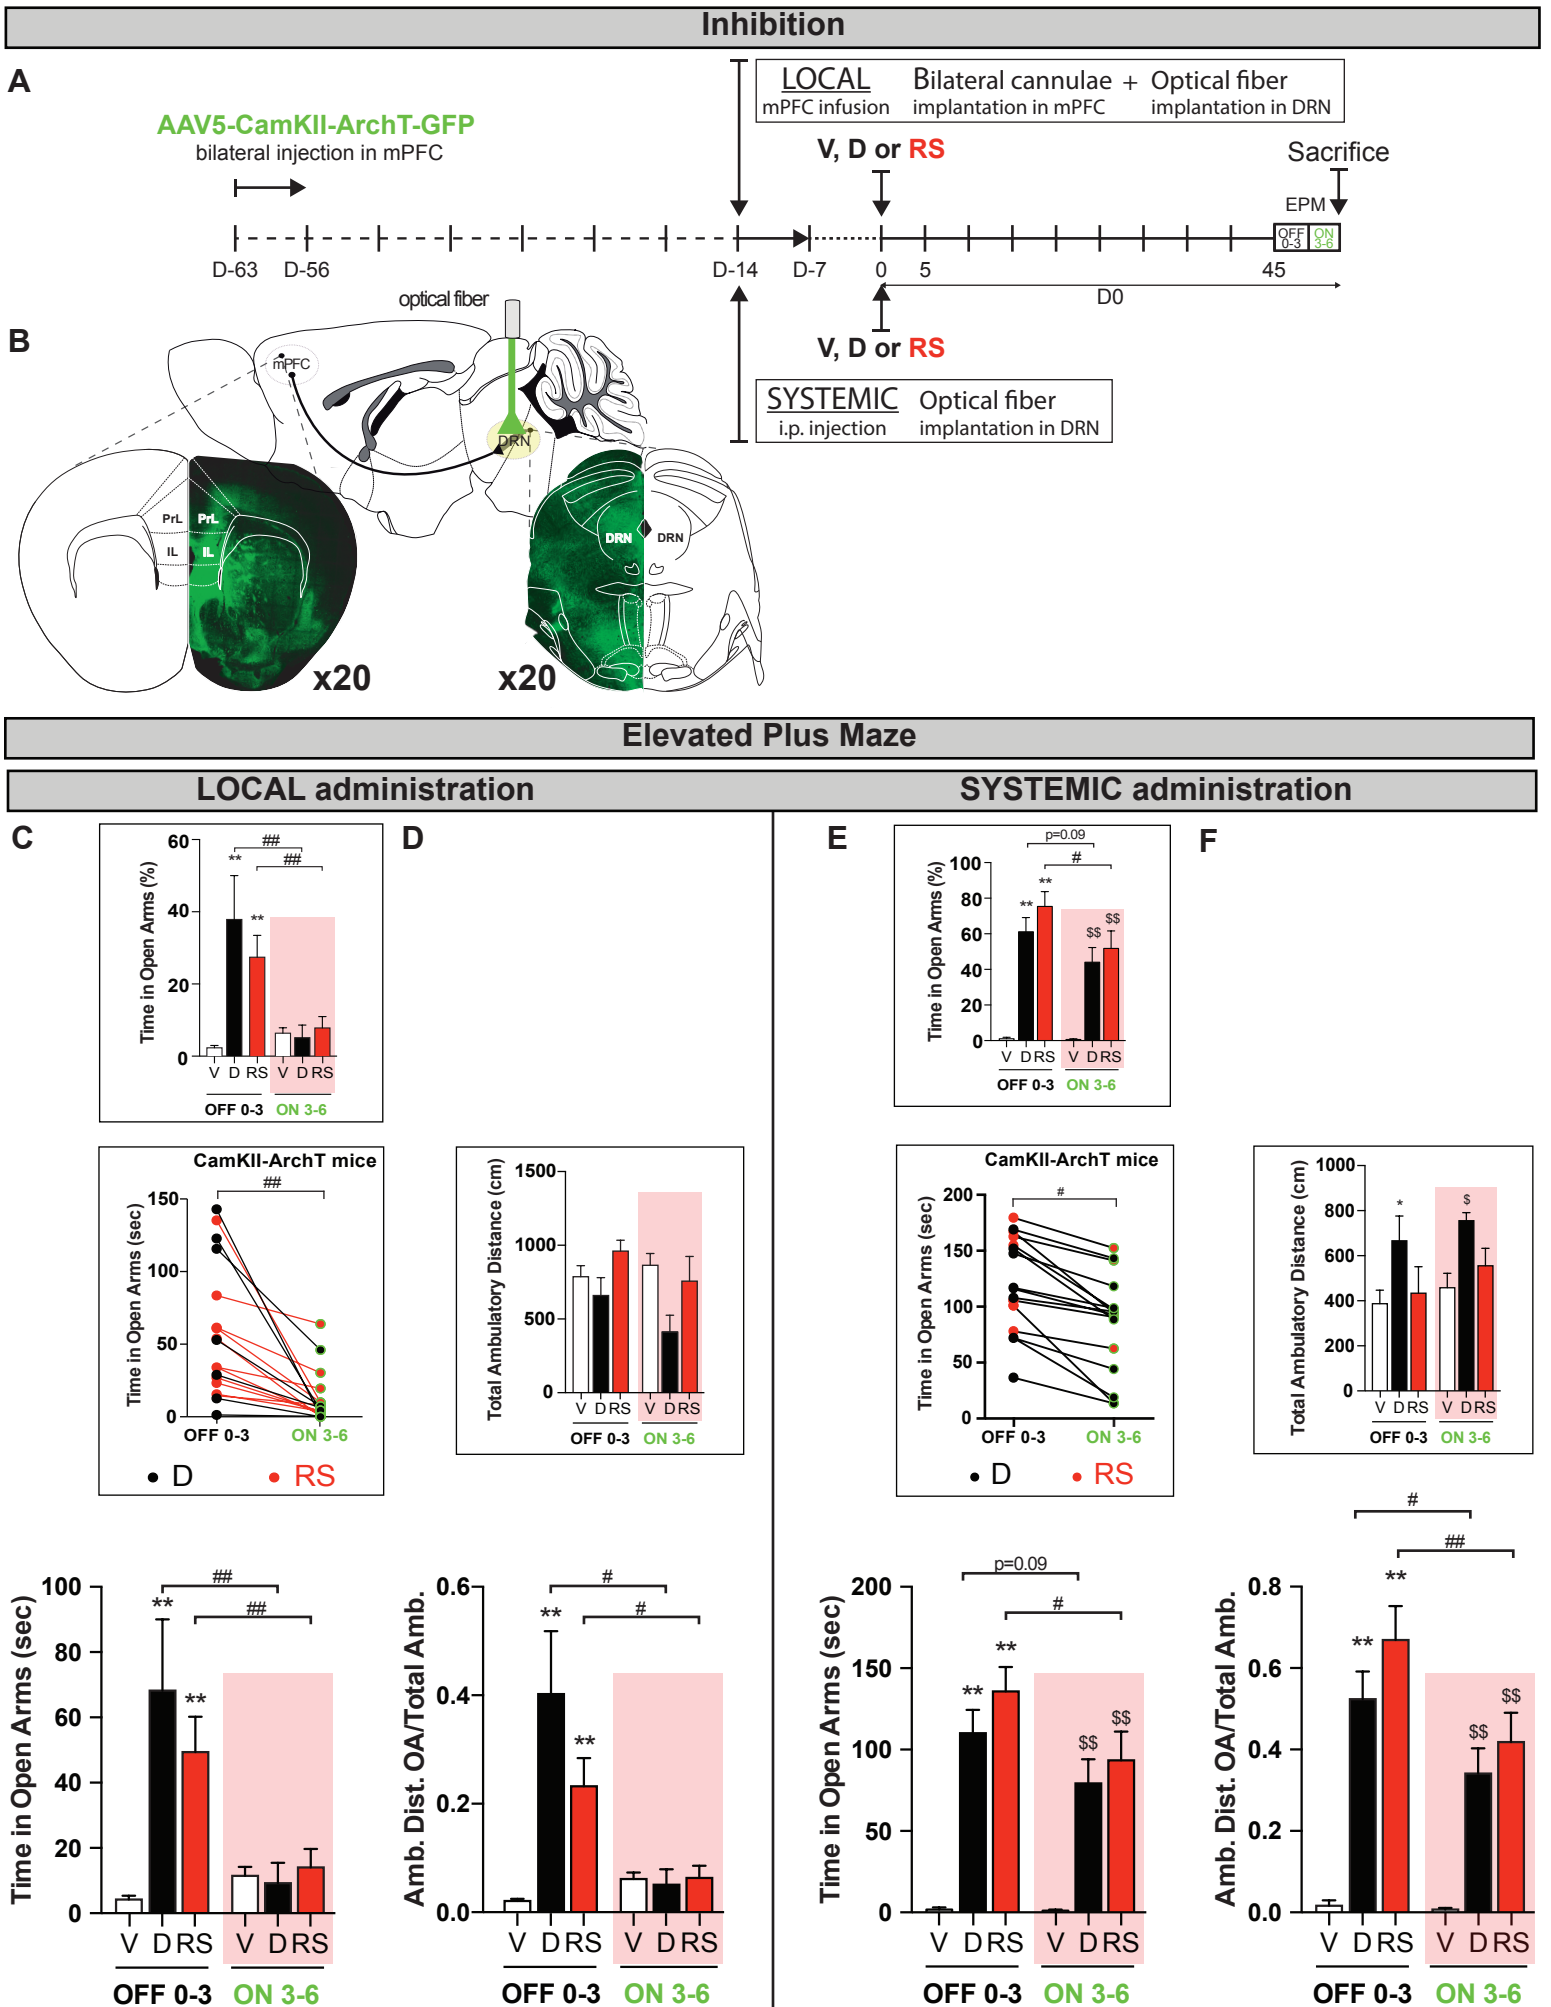 Inhibition
A
LOCAL Bilateral cannulae + Optical fiber
mPFC infusion implantation in mPFC implantation in DRN
AAV5-CamKII-ArchT-GFP
bilateral injection in mPFC
V, D or RS
Sacrifice
EPM
OFF 0-3
ON 3-6
D-63 D-56 D-14 D-7 0 5 45
D0
optical fiber
B
V, D or RS
mPFC
SYSTEMIC Optical fiber
i.p. injection implantation in DRN
DRN
PrL PrL
IL IL
DRN DRN
x20 x20
Elevated Plus Maze
LOCAL administration SYSTEMIC administration
C
Time in Open Arms (%)
60
40
20
0
##
##
**
**
V D RS V D RS
OFF 0-3 ON 3-6
CamKII-ArchT mice
##
Time in Open Arms (sec)
150
100
50
0
OFF 0-3 ON 3-6
D RS
Time in Open Arms (sec)
100
80
60
40
20
0
##
##
**
**
V D RS V D RS
OFF 0-3 ON 3-6
D
Total Ambulatory Distance (cm)
1500
1000
500
0
V D RS V D RS
OFF 0-3 ON 3-6
Amb. Dist. OA/Total Amb.
0.6
0.4
0.2
0.0
#
#
**
**
V D RS V D RS
OFF 0-3 ON 3-6
E
Time in Open Arms (%)
100
80
60
40
20
0
p=0.09
#
**
**
$$
$$
V D RS V D RS
OFF 0-3 ON 3-6
CamKII-ArchT mice
#
Time in Open Arms (sec)
200
150
100
50
0
OFF 0-3 ON 3-6
D RS
Time in Open Arms (sec)
200
150
100
50
0
p=0.09
#
**
**
$$
$$
V D RS V D RS
OFF 0-3 ON 3-6
F
Total Ambulatory Distance (cm)
1000
800
600
400
200
0
*
$
V D RS V D RS
OFF 0-3 ON 3-6
Amb. Dist. OA/Total Amb.
0.8
0.6
0.4
0.2
0.0
#
##
**
**
$$
$$
V D RS V D RS
OFF 0-3 ON 3-6